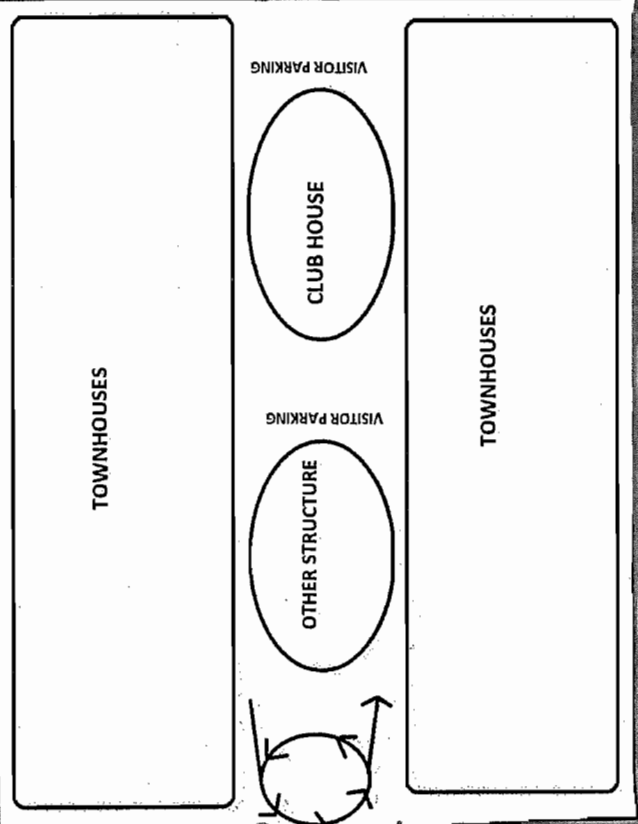 VISITOR PARKING
CLUB HOUSE
TOWNHOUSES
TOWNHOUSES
VISITOR PARKING
OTHER STRUCTURE